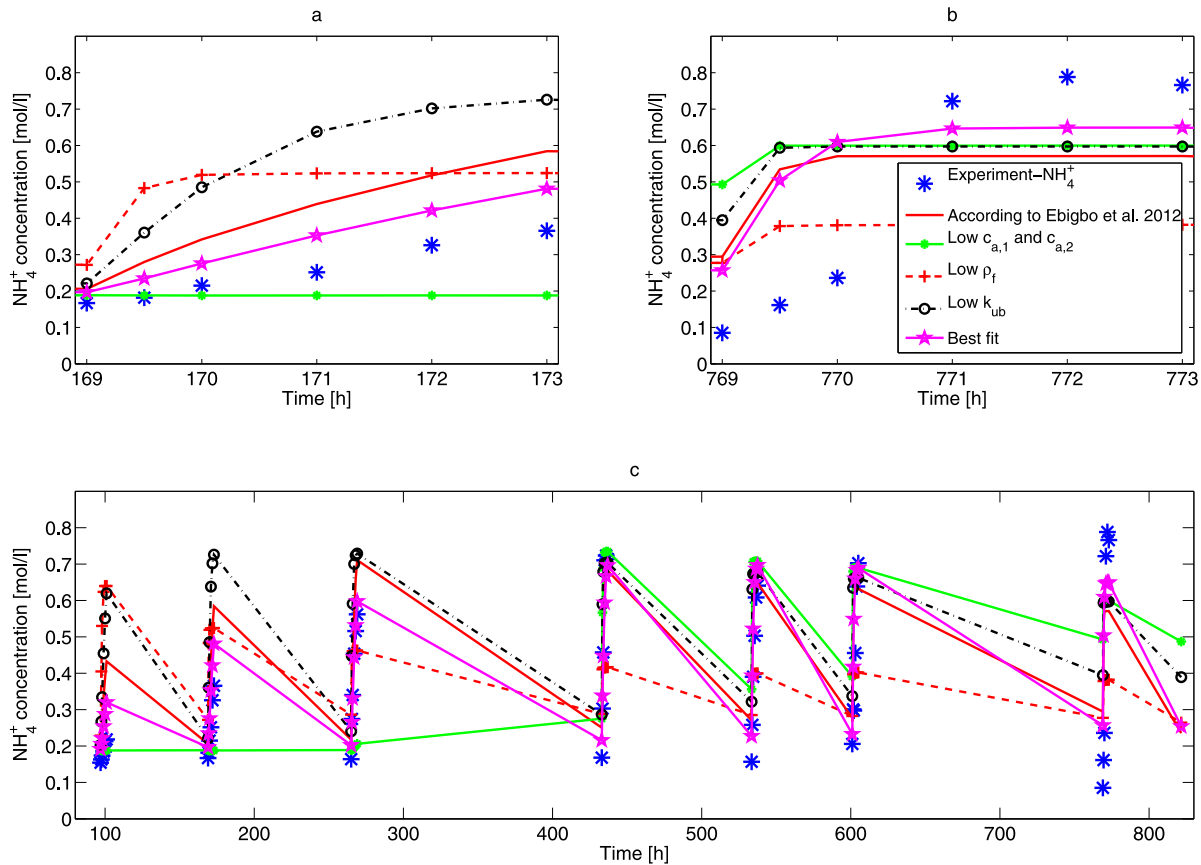 a
NH₄⁺ concentration [mol/l]
0.8
0.7
0.6
0.5
0.4
0.3
0.2
0.1
0
169 170 171 172 173
Time [h]
b
NH₄⁺ concentration [mol/l]
0.8
0.7
0.6
0.5
0.4
0.3
0.2
0.1
0
769 770 771 772 773
Time [h]
Experiment–NH₄⁺
According to Ebigbo et al. 2012
Low c_a,1 and c_a,2
Low ρ_f
Low k_ub
Best fit
c
NH₄⁺ concentration [mol/l]
0.8
0.7
0.6
0.5
0.4
0.3
0.2
0.1
0
100 200 300 400 500 600 700 800
Time [h]